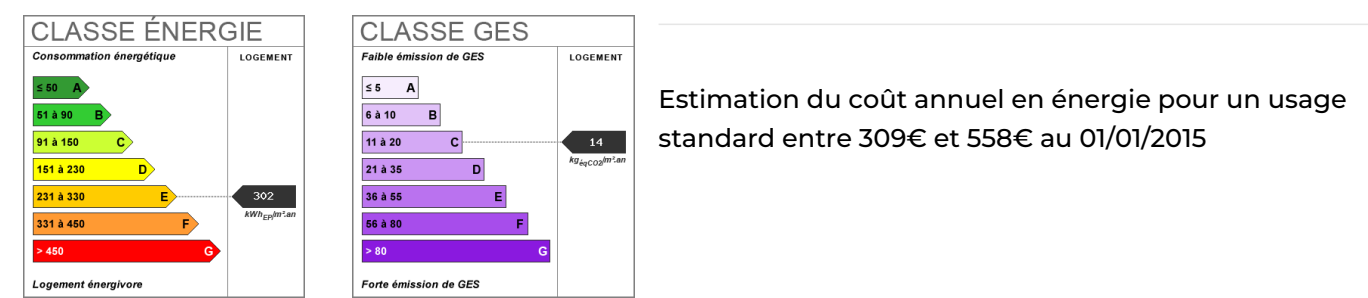 CLASSE ÉNERGIE
Consommation énergétique
LOGEMENT
≤ 50 A
51 à 90 B
91 à 150 C
151 à 230 D
231 à 330 E
302
kWhEP/m².an
331 à 450 F
> 450 G
Logement énergivore
CLASSE GES
Faible émission de GES
LOGEMENT
≤ 5 A
6 à 10 B
11 à 20 C
14
kgéqCO2/m².an
21 à 35 D
36 à 55 E
56 à 80 F
> 80 G
Forte émission de GES
Estimation du coût annuel en énergie pour un usage
standard entre 309€ et 558€ au 01/01/2015